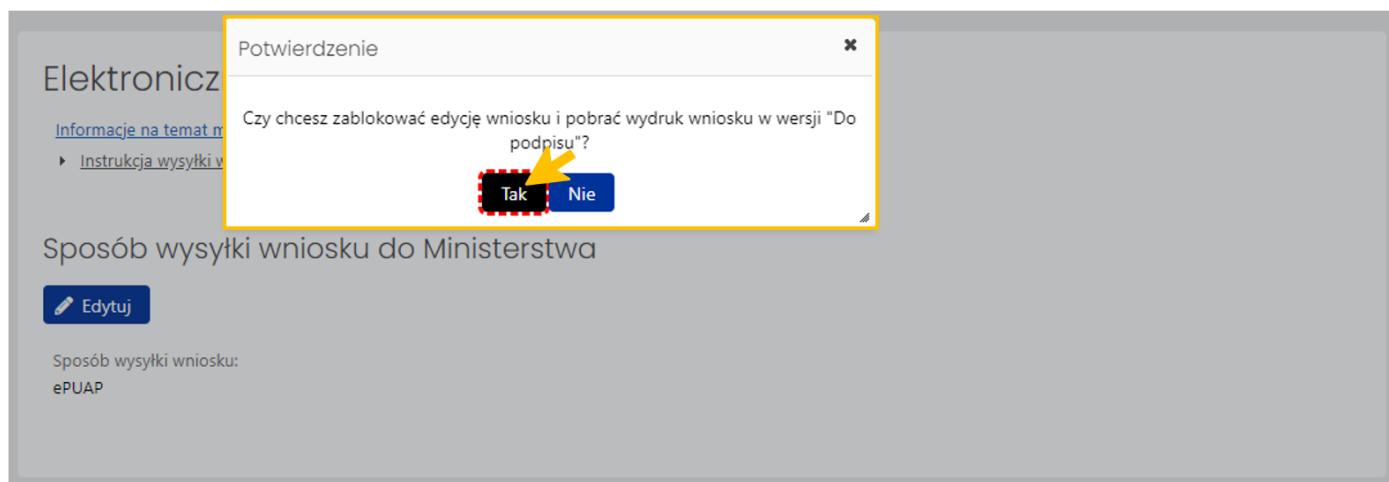 Potwierdzenie
Czy chcesz zablokować edycję wniosku i pobrać wydruk wniosku w wersji "Do
podpisu"?
Tak Nie
Elektronicz
Informacje na temat m
Instrukcja wysyłki w
Sposób wysyłki wniosku do Ministerstwa
Edytuj
Sposób wysyłki wniosku:
ePUAP